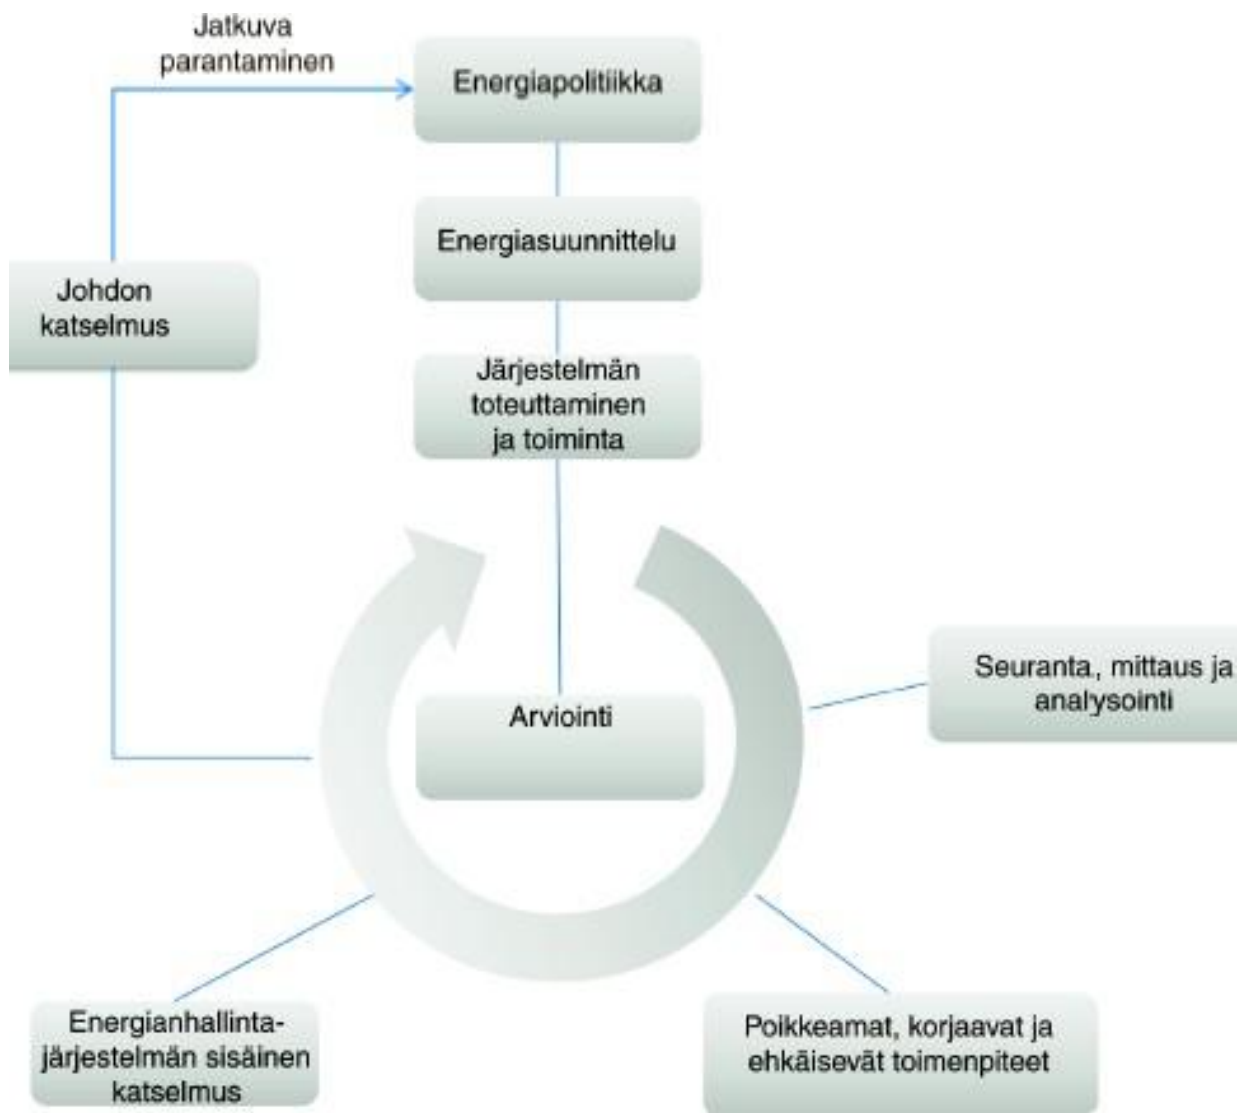 Jatkuva
parantaminen
Energiapolitiikka
Energiasuunnittelu
Johdon
katselmus
Järjestelmän
toteuttaminen
ja toiminta
Seuranta, mittaus ja
analysointi
Arviointi
Energianhallinta-
järjestelmän sisäinen
katselmus
Poikkeamat, korjaavat ja
ehkäisevät toimenpiteet